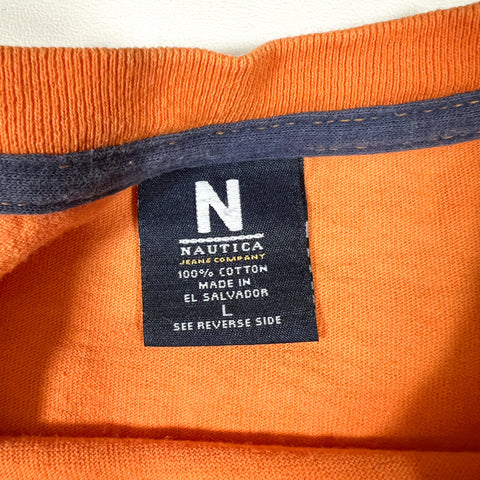 N
NAUTICA
JEANS COMPANY
100% COTTON
MADE IN
EL SALVADOR
L
SEE REVERSE SIDE